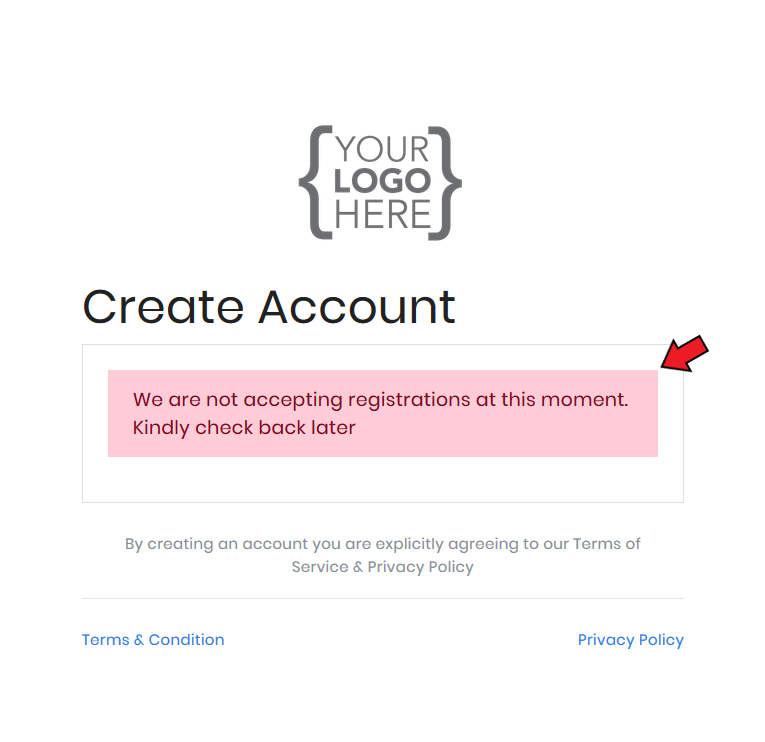 YOUR
LOGO
HERE
Create Account
We are not accepting registrations at this moment.
Kindly check back later
By creating an account you are explicitly agreeing to our Terms of
Service & Privacy Policy
Terms & Condition
Privacy Policy